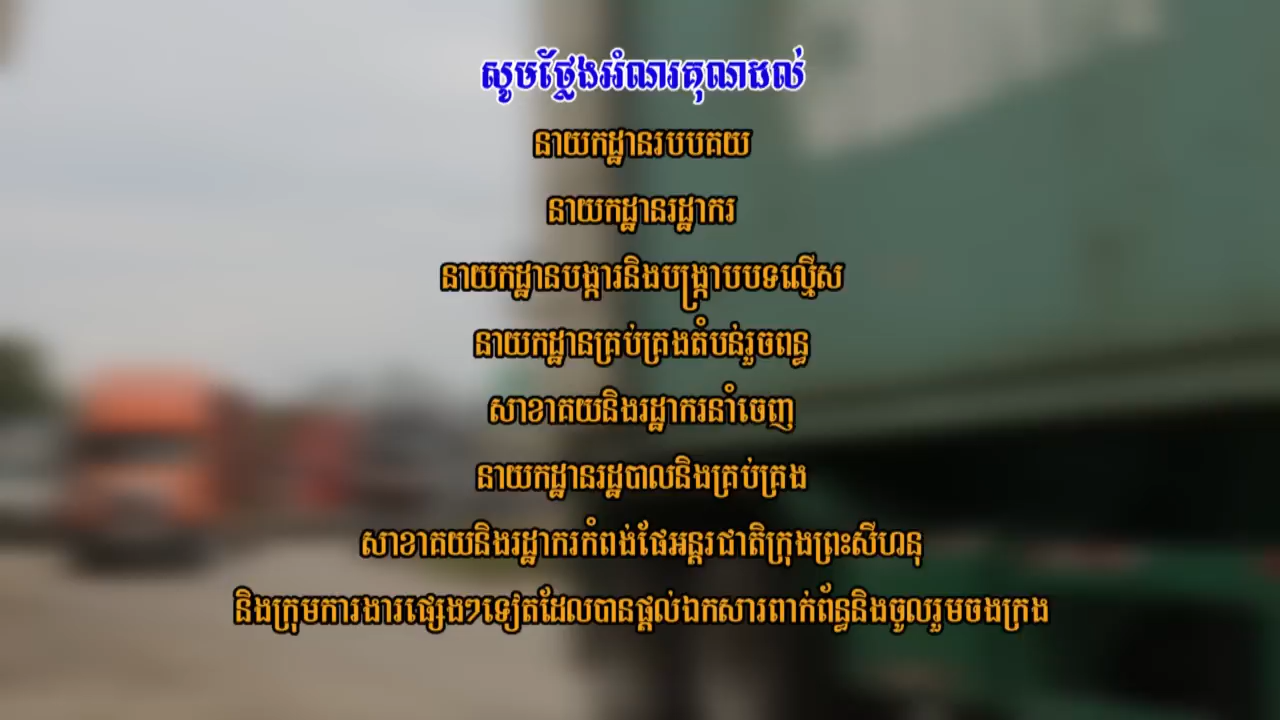 សូមថ្លែងអំណរគុណដល់
នាយកដ្ឋានរបបគយ
នាយកដ្ឋានរដ្ឋាករ
នាយកដ្ឋានបង្ការនិងបង្ក្រាបបទល្មើស
នាយកដ្ឋានគ្រប់គ្រងតំបន់រួចពន្ធ
សាខាគយនិងរដ្ឋាករនាំចេញ
នាយកដ្ឋានរដ្ឋបាលនិងគ្រប់គ្រង
សាខាគយនិងរដ្ឋាករកំពង់ផែអន្តរជាតិក្រុងព្រះសីហនុ
និងក្រុមការងារផ្សេងៗទៀតដែលបានផ្តល់ឯកសារពាក់ព័ន្ធនិងចូលរួមចងក្រង